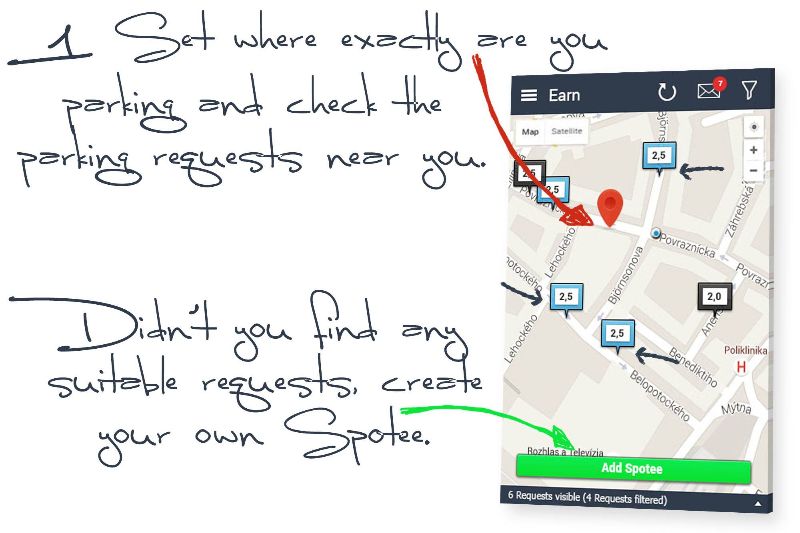 1 Set where exactly are you
parking and check the
parking requests near you.
Didn't you find any
suitable requests, create
your own Spotee.
Earn
7
Map Satellite
Björnsonova
2,5
2,5
2,5
Povraznícka
Záhrebská
Lehockého
Povraznícka
Björnsonova
Povrazní
potockého
2,5
2,0
2,5
Lehockého
Benediktiho
Belopotockého
Poliklinika
H
Mýtna
Rozhlas a Televízia
Add Spotee
6 Requests visible (4 Requests filtered)